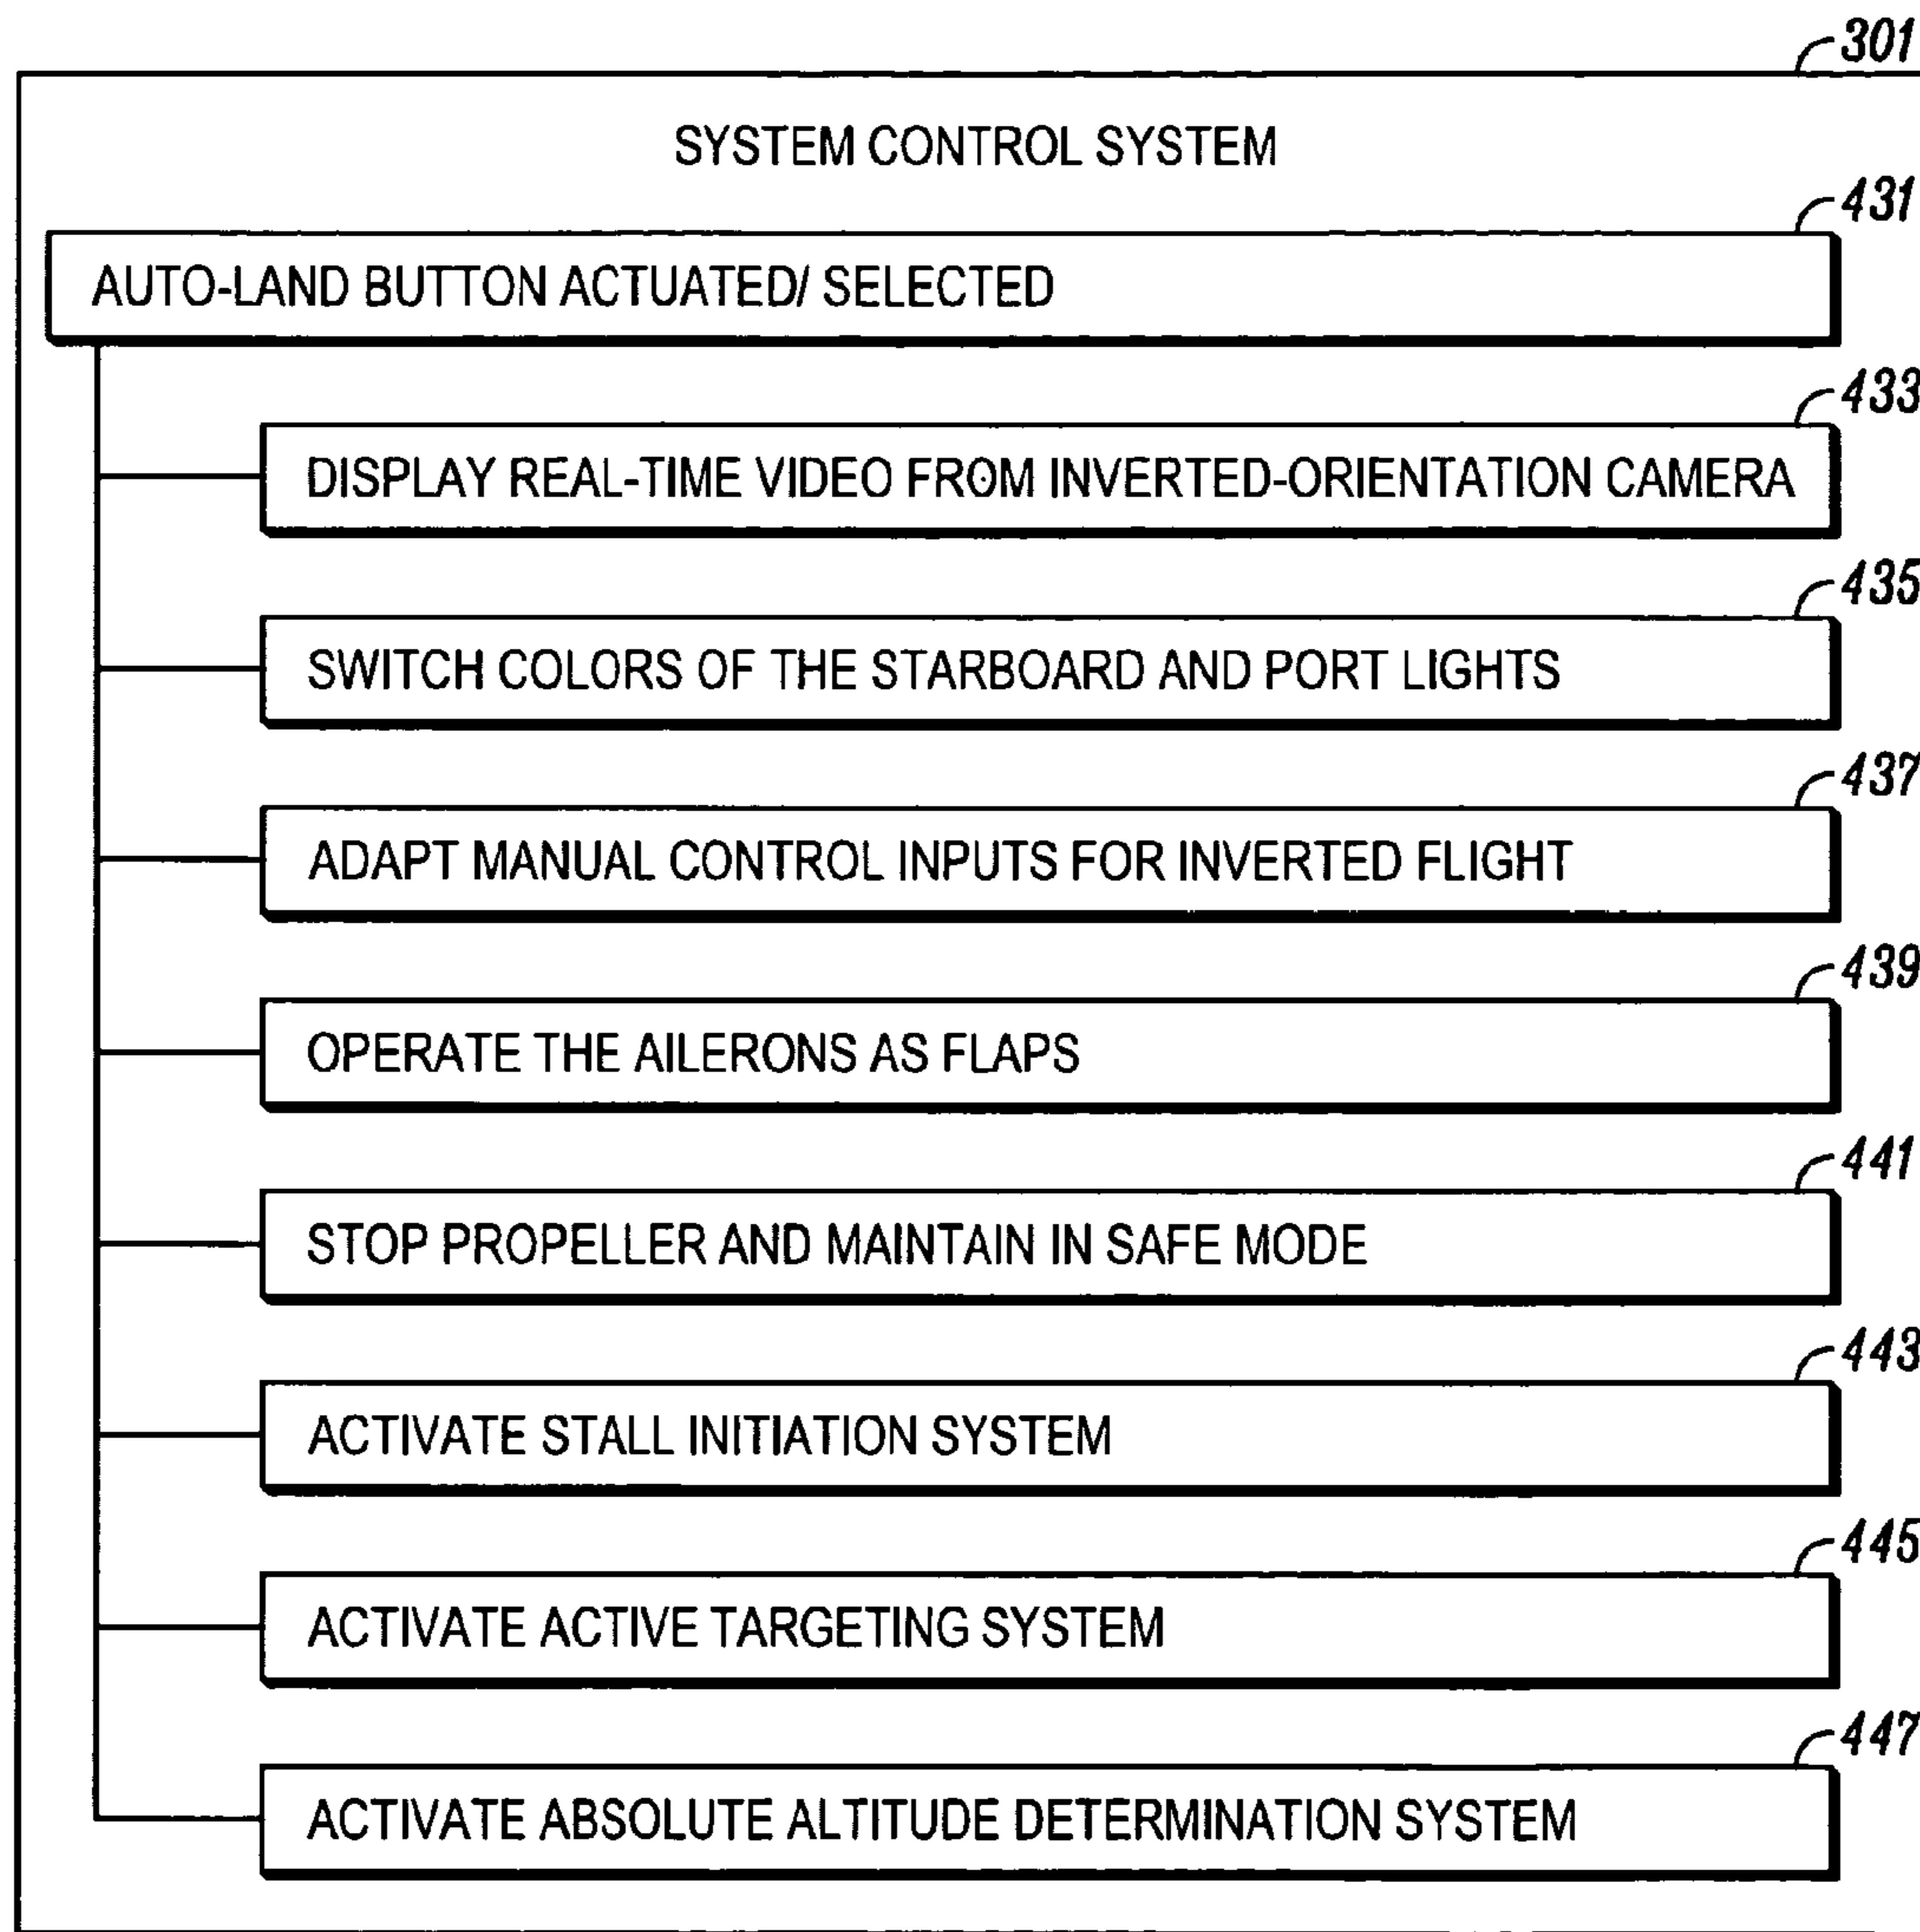 301
SYSTEM CONTROL SYSTEM
431
AUTO-LAND BUTTON ACTUATED/ SELECTED
433
DISPLAY REAL-TIME VIDEO FROM INVERTED-ORIENTATION CAMERA
435
SWITCH COLORS OF THE STARBOARD AND PORT LIGHTS
437
ADAPT MANUAL CONTROL INPUTS FOR INVERTED FLIGHT
439
OPERATE THE AILERONS AS FLAPS
441
STOP PROPELLER AND MAINTAIN IN SAFE MODE
443
ACTIVATE STALL INITIATION SYSTEM
445
ACTIVATE ACTIVE TARGETING SYSTEM
447
ACTIVATE ABSOLUTE ALTITUDE DETERMINATION SYSTEM